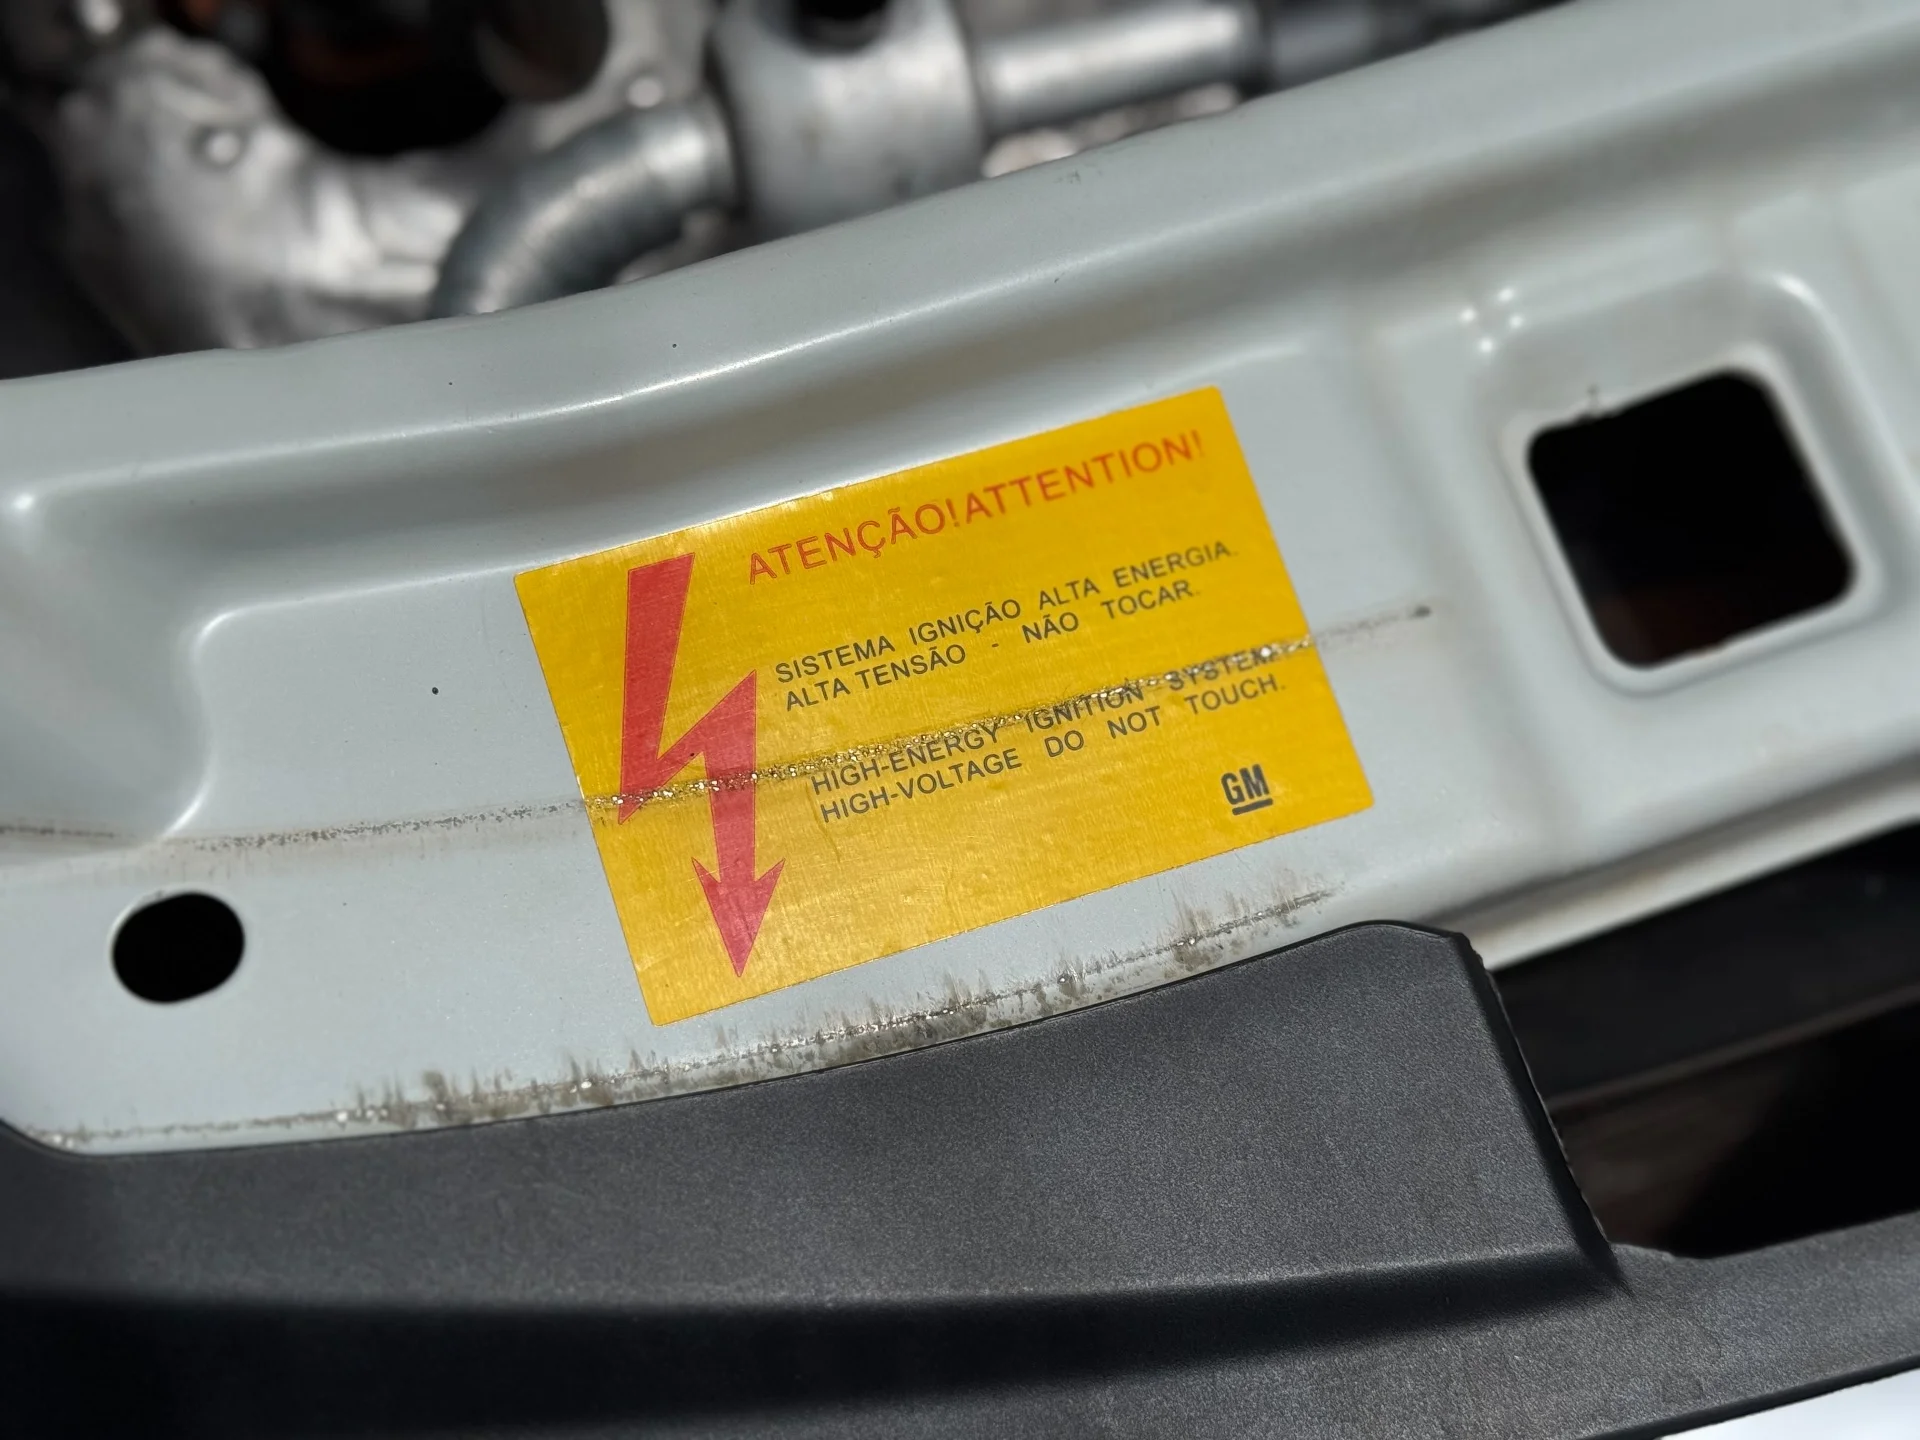 ATENÇÃO! ATTENTION!
SISTEMA IGNIÇÃO ALTA ENERGIA.
ALTA TENSÃO - NÃO TOCAR.
HIGH-ENERGY IGNITION SYSTEM.
HIGH-VOLTAGE DO NOT TOUCH.
GM